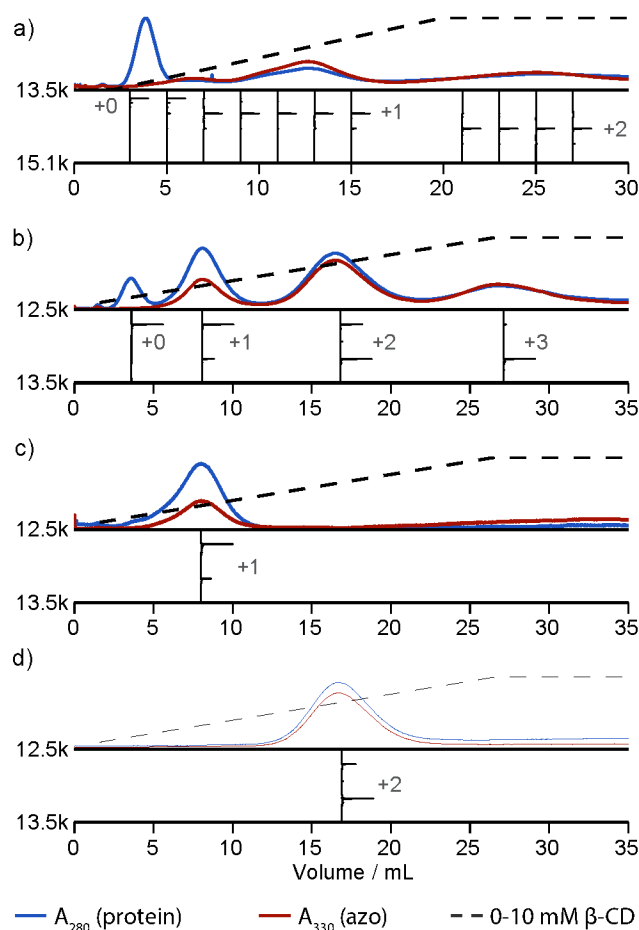 a)
13.5k
+0 +1 +2
15.1k
0 5 10 15 20 25 30
b)
12.5k
+0 +1 +2 +3
13.5k
0 5 10 15 20 25 30 35
c)
12.5k
+1
13.5k
0 5 10 15 20 25 30 35
d)
12.5k
+2
13.5k
0 5 10 15 20 25 30 35
Volume / mL
A₂₈₀ (protein) A₃₃₀ (azo) 0-10 mM β-CD